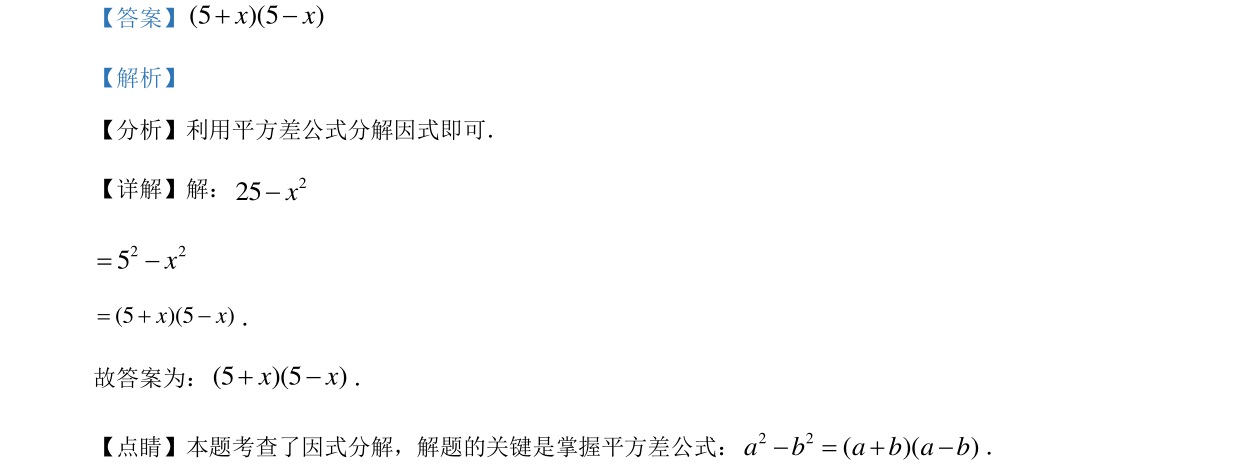 【答案】(5+x)(5−x)
【解析】
【分析】利用平方差公式分解因式即可．
【详解】解：25−x²
=5²−x²
=(5+x)(5−x)．
故答案为：(5+x)(5−x)．
【点睛】本题考查了因式分解，解题的关键是掌握平方差公式：a²−b²=(a+b)(a−b)．